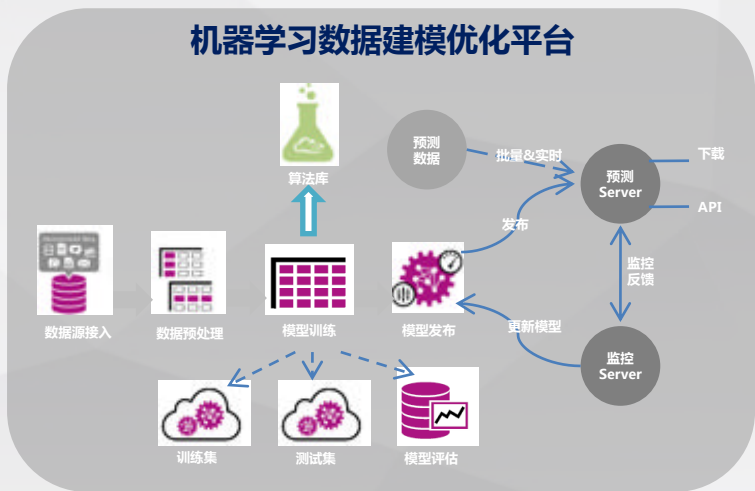 机器学习数据建模优化平台
算法库
预测
数据
批量&实时
预测
Server
下载
API
发布
数据源接入
数据预处理
模型训练
模型发布
监控
反馈
更新模型
监控
Server
训练集
测试集
模型评估